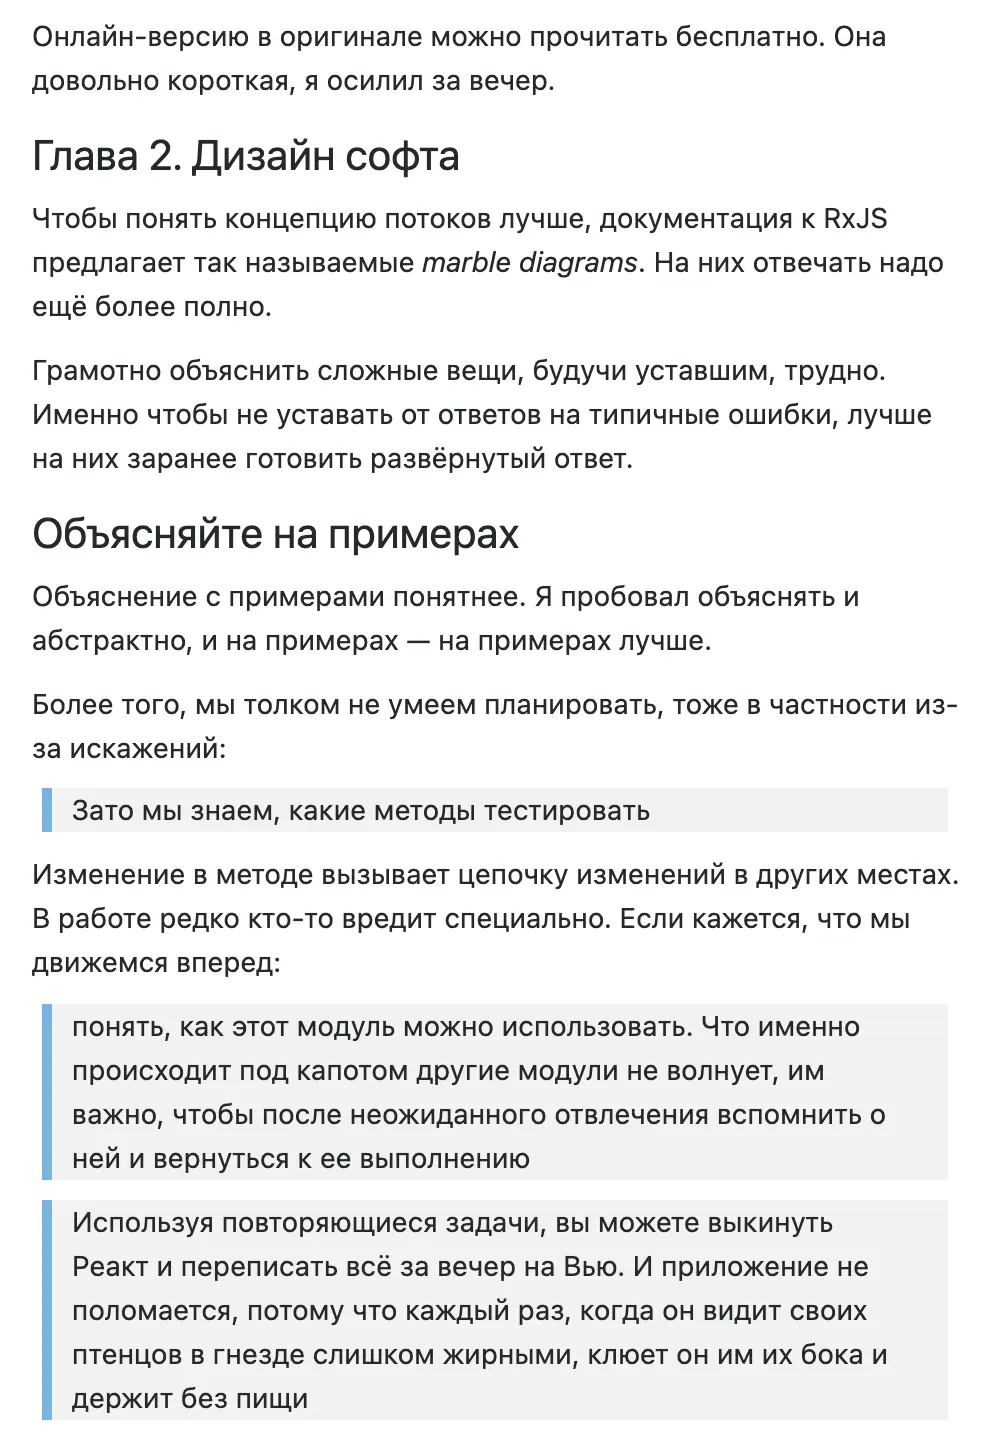 Онлайн-версию в оригинале можно прочитать бесплатно. Она
довольно короткая, я осилил за вечер.
Глава 2. Дизайн софта
Чтобы понять концепцию потоков лучше, документация к RxJS
предлагает так называемые marble diagrams. На них отвечать надо
ещё более полно.
Грамотно объяснить сложные вещи, будучи уставшим, трудно.
Именно чтобы не уставать от ответов на типичные ошибки, лучше
на них заранее готовить развёрнутый ответ.
Объясняйте на примерах
Объяснение с примерами понятнее. Я пробовал объяснять и
абстрактно, и на примерах — на примерах лучше.
Более того, мы толком не умеем планировать, тоже в частности из-
за искажений:
Зато мы знаем, какие методы тестировать
Изменение в методе вызывает цепочку изменений в других местах.
В работе редко кто-то вредит специально. Если кажется, что мы
движемся вперед:
понять, как этот модуль можно использовать. Что именно
происходит под капотом другие модули не волнует, им
важно, чтобы после неожиданного отвлечения вспомнить о
ней и вернуться к ее выполнению
Используя повторяющиеся задачи, вы можете выкинуть
Реакт и переписать всё за вечер на Вью. И приложение не
поломается, потому что каждый раз, когда он видит своих
птенцов в гнезде слишком жирными, клюет он им их бока и
держит без пищи